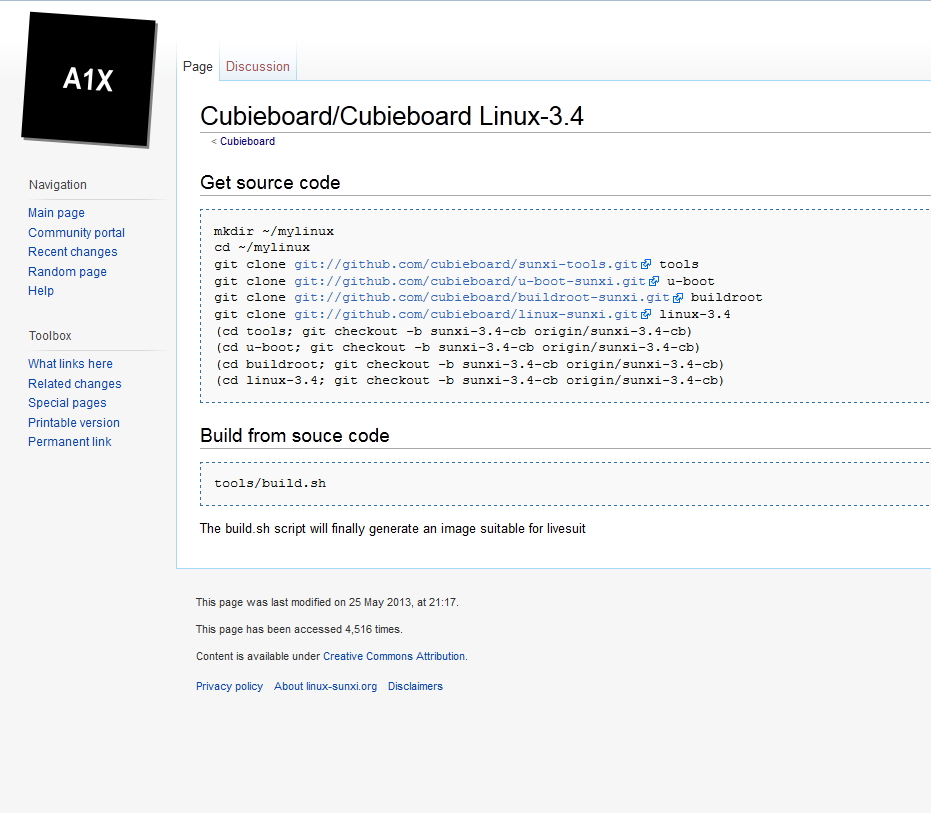 A1X
Page Discussion
Cubieboard/Cubieboard Linux-3.4
< Cubieboard
Navigation
Main page
Community portal
Recent changes
Random page
Help
Toolbox
What links here
Related changes
Special pages
Printable version
Permanent link
Get source code
mkdir ~/mylinux
cd ~/mylinux
git clone git://github.com/cubieboard/sunxi-tools.git tools
git clone git://github.com/cubieboard/u-boot-sunxi.git u-boot
git clone git://github.com/cubieboard/buildroot-sunxi.git buildroot
git clone git://github.com/cubieboard/linux-sunxi.git linux-3.4
(cd tools; git checkout -b sunxi-3.4-cb origin/sunxi-3.4-cb)
(cd u-boot; git checkout -b sunxi-3.4-cb origin/sunxi-3.4-cb)
(cd buildroot; git checkout -b sunxi-3.4-cb origin/sunxi-3.4-cb)
(cd linux-3.4; git checkout -b sunxi-3.4-cb origin/sunxi-3.4-cb)
Build from souce code
tools/build.sh
The build.sh script will finally generate an image suitable for livesuit
This page was last modified on 25 May 2013, at 21:17.
This page has been accessed 4,516 times.
Content is available under Creative Commons Attribution.
Privacy policy About linux-sunxi.org Disclaimers